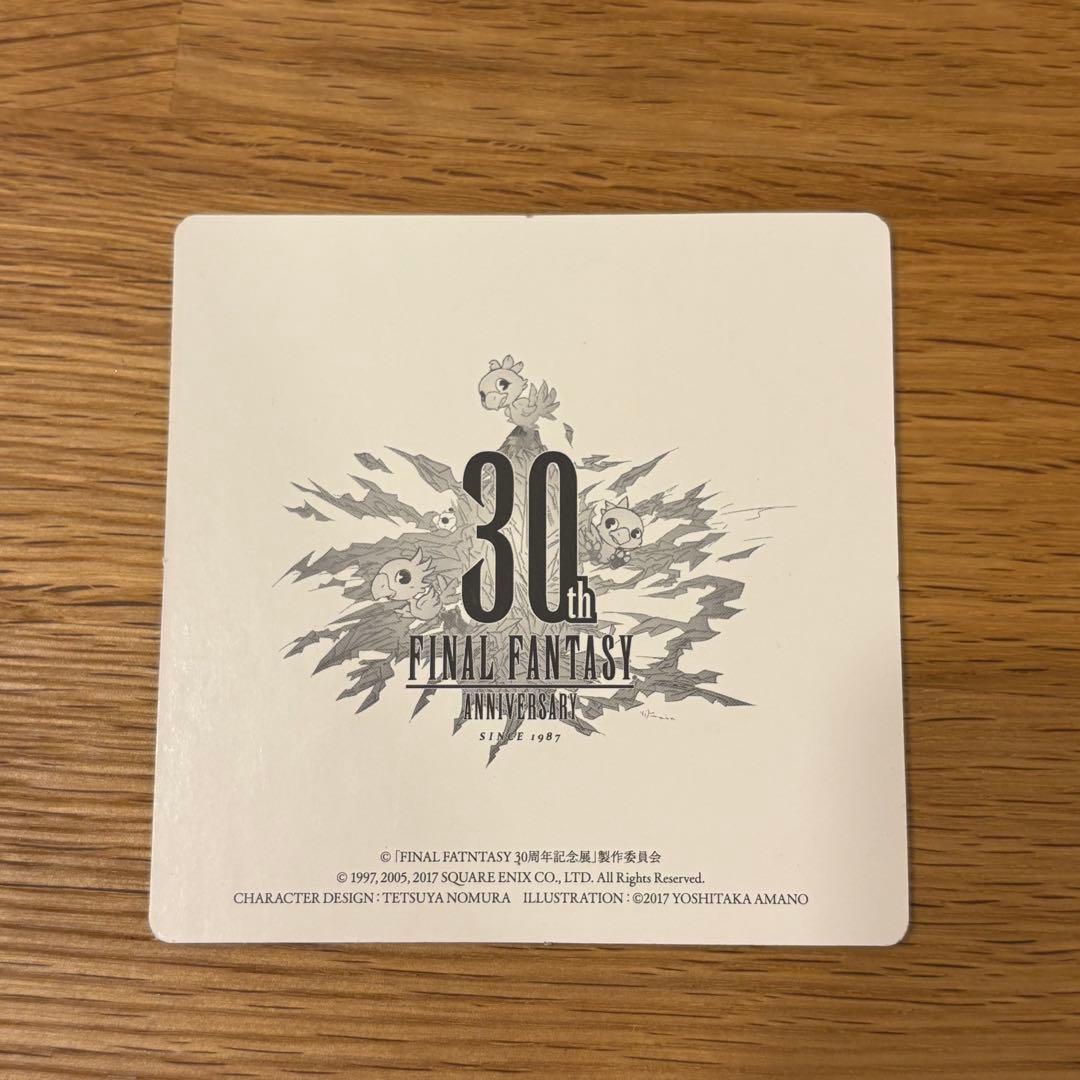 30th
FINAL FANTASY
ANNIVERSARY
SINCE 1987
©「FINAL FATNTASY 30周年記念展」製作委員会
© 1997, 2005, 2017 SQUARE ENIX CO., LTD. All Rights Reserved.
CHARACTER DESIGN : TETSUYA NOMURA ILLUSTRATION : ©2017 YOSHITAKA AMANO